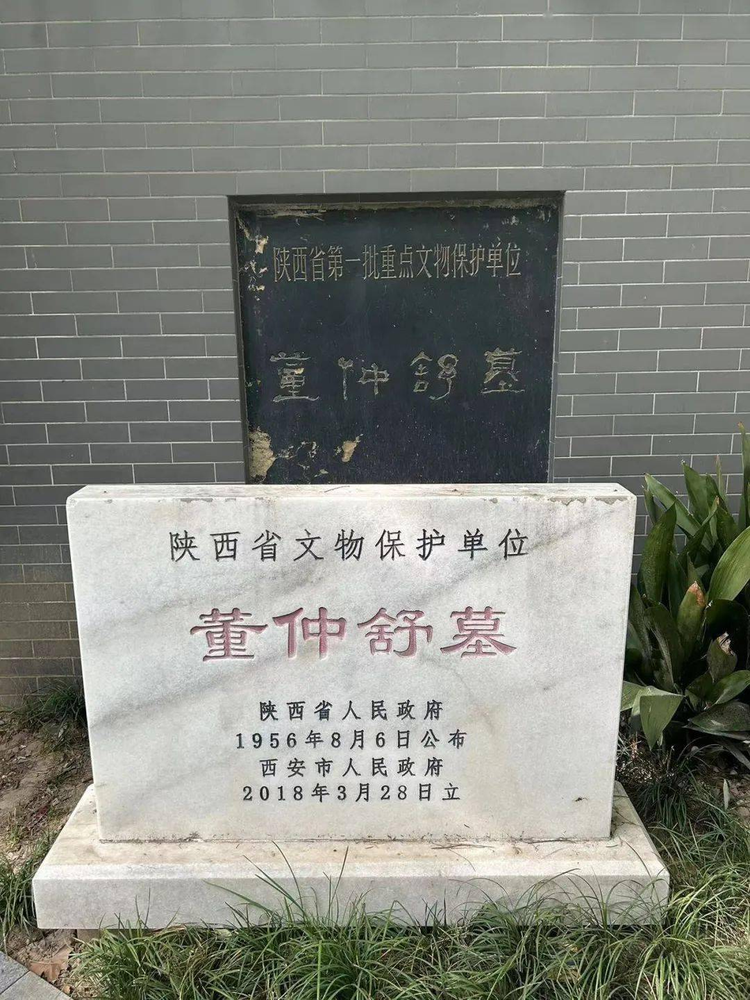 陕西省第一批重点文物保护单位
董仲舒墓
陕西省文物保护单位
董仲舒墓
陕西省人民政府
1956年8月6日公布
西安市人民政府
2018年3月28日立